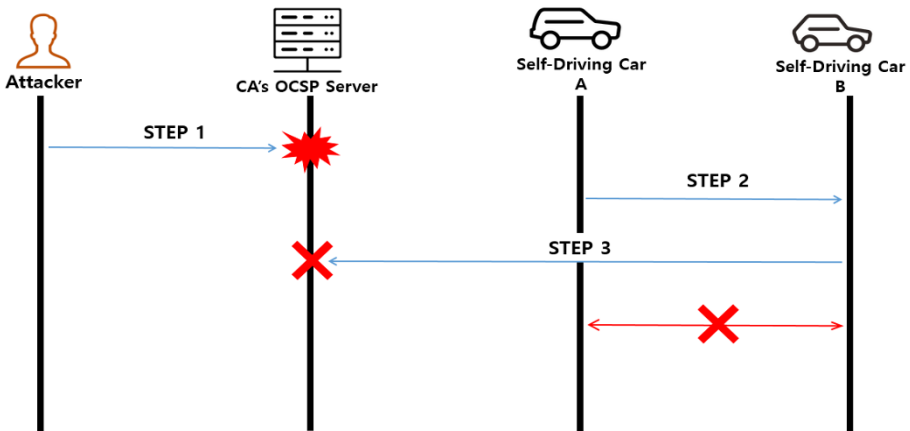 Attacker
CA's OCSP Server
Self-Driving Car
A
Self-Driving Car
B
STEP 1
STEP 2
STEP 3